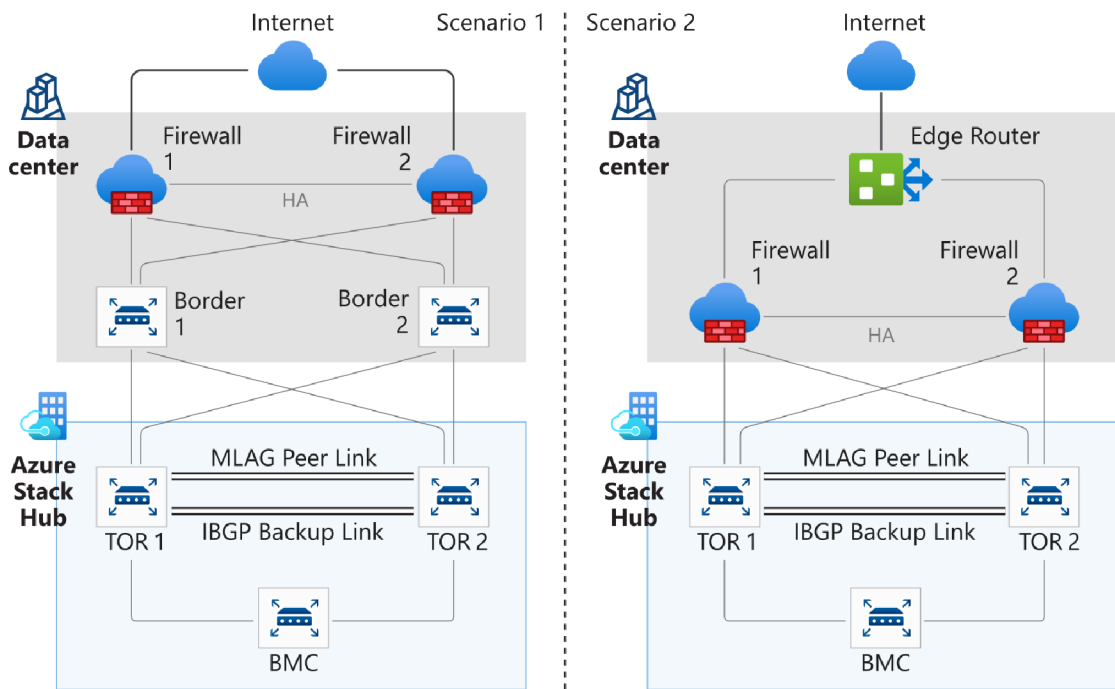 Internet
Scenario 1
Data
center
Firewall
1
Firewall
2
HA
Border
1
Border
2
Azure
Stack
Hub
MLAG Peer Link
IBGP Backup Link
TOR 1
TOR 2
BMC
Scenario 2
Internet
Data
center
Edge Router
Firewall
1
Firewall
2
HA
Azure
Stack
Hub
MLAG Peer Link
IBGP Backup Link
TOR 1
TOR 2
BMC